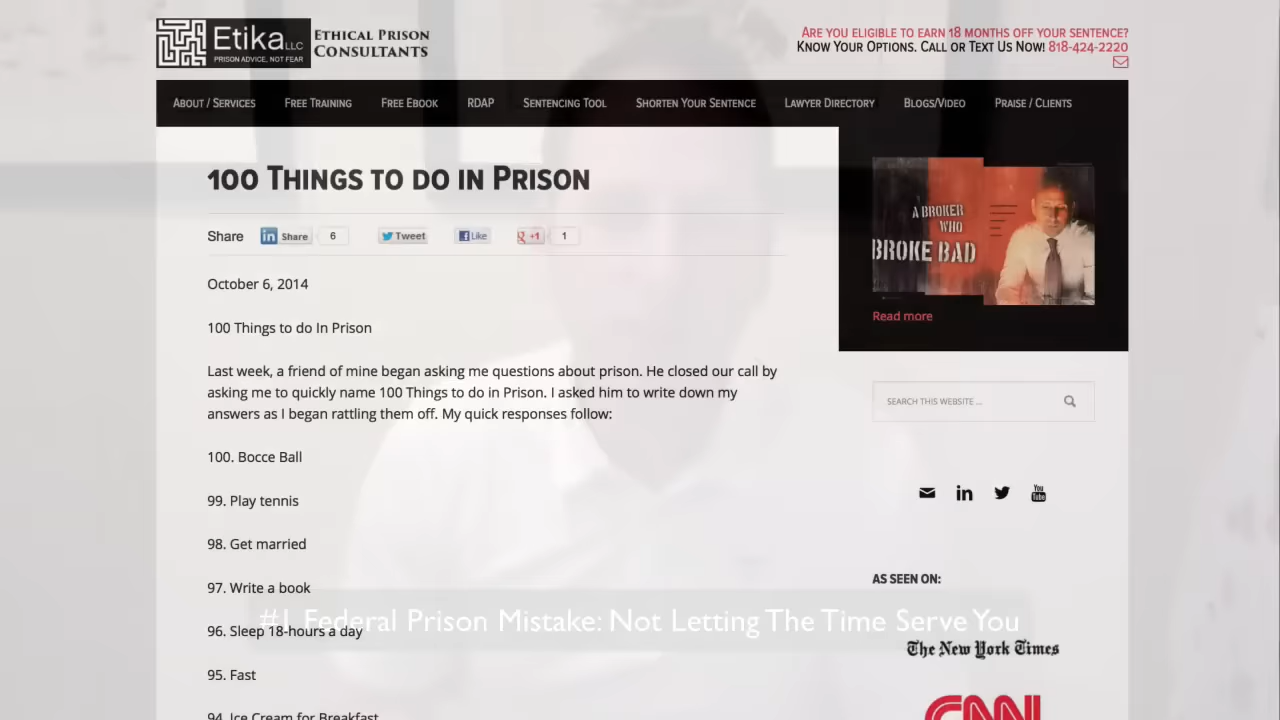 Etika LLC
PRISON ADVICE, NOT FEAR
ETHICAL PRISON
CONSULTANTS
ARE YOU ELIGIBLE TO EARN 18 MONTHS OFF YOUR SENTENCE?
KNOW YOUR OPTIONS. CALL OR TEXT US NOW! 818-424-2220
ABOUT / SERVICES FREE TRAINING FREE EBOOK RDAP SENTENCING TOOL SHORTEN YOUR SENTENCE LAWYER DIRECTORY BLOGS/VIDEO PRAISE / CLIENTS
100 THINGS TO DO IN PRISON
Share in Share 6 Tweet Like +1 1
October 6, 2014
100 Things to do In Prison
Last week, a friend of mine began asking me questions about prison. He closed our call by
asking me to quickly name 100 Things to do in Prison. I asked him to write down my
answers as I began rattling them off. My quick responses follow:
100. Bocce Ball
99. Play tennis
98. Get married
97. Write a book
96. Sleep 18-hours a day
95. Fast
94. Ice Cream for Breakfast
#1 Federal Prison Mistake: Not Letting The Time Serve You
A BROKER
WHO
BROKE BAD
Read more
SEARCH THIS WEBSITE ...
in You Tube
AS SEEN ON:
The New York Times
CNN